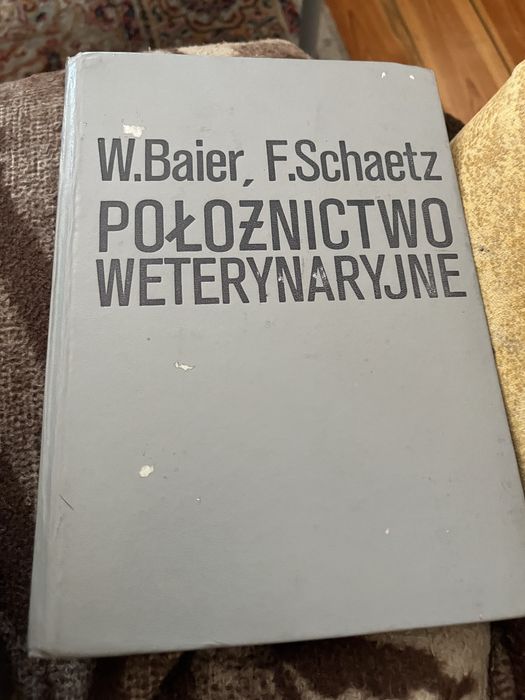 W.Baier, F.Schaetz
POŁOŻNICTWO
WETERYNARYJNE